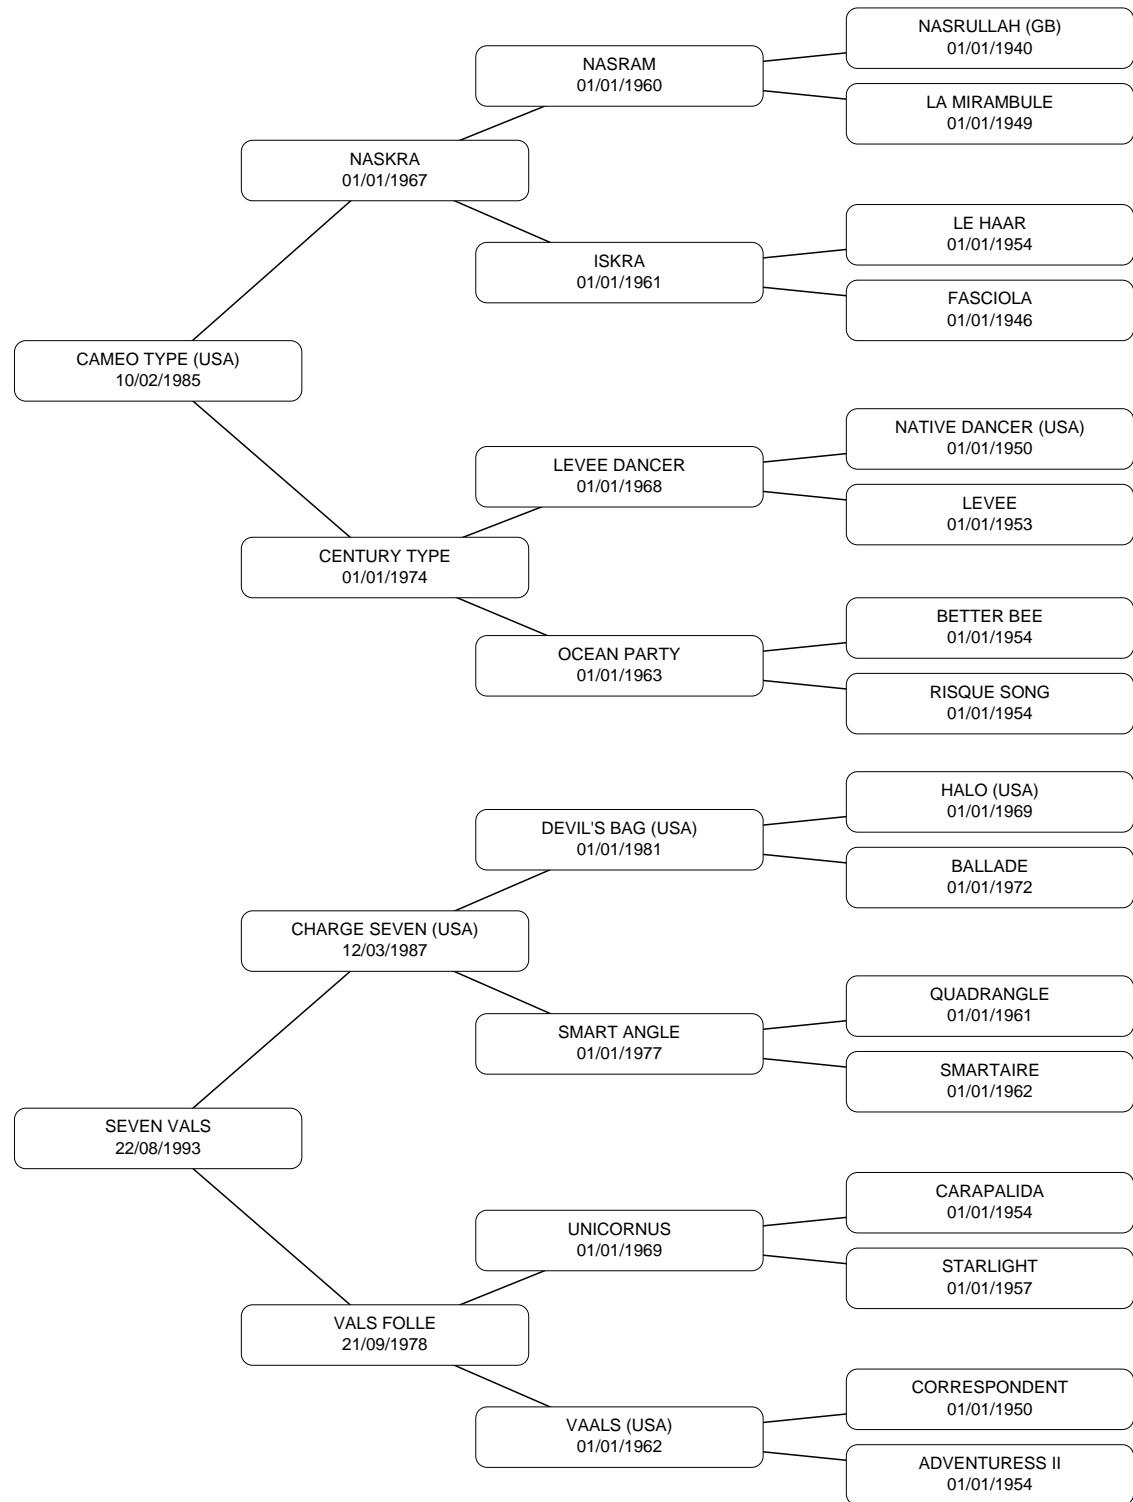 NASRULLAH (GB)
01/01/1940
NASRAM
01/01/1960
LA MIRAMBULE
01/01/1949
NASKRA
01/01/1967
LE HAAR
01/01/1954
ISKRA
01/01/1961
FASCIOLA
01/01/1946
CAMEO TYPE (USA)
10/02/1985
NATIVE DANCER (USA)
01/01/1950
LEVEE DANCER
01/01/1968
LEVEE
01/01/1953
CENTURY TYPE
01/01/1974
BETTER BEE
01/01/1954
OCEAN PARTY
01/01/1963
RISQUE SONG
01/01/1954
HALO (USA)
01/01/1969
DEVIL'S BAG (USA)
01/01/1981
BALLADE
01/01/1972
CHARGE SEVEN (USA)
12/03/1987
QUADRANGLE
01/01/1961
SMART ANGLE
01/01/1977
SMARTAIRE
01/01/1962
SEVEN VALS
22/08/1993
CARAPALIDA
01/01/1954
UNICORNUS
01/01/1969
STARLIGHT
01/01/1957
VALS FOLLE
21/09/1978
CORRESPONDENT
01/01/1950
VAALS (USA)
01/01/1962
ADVENTURESS II
01/01/1954